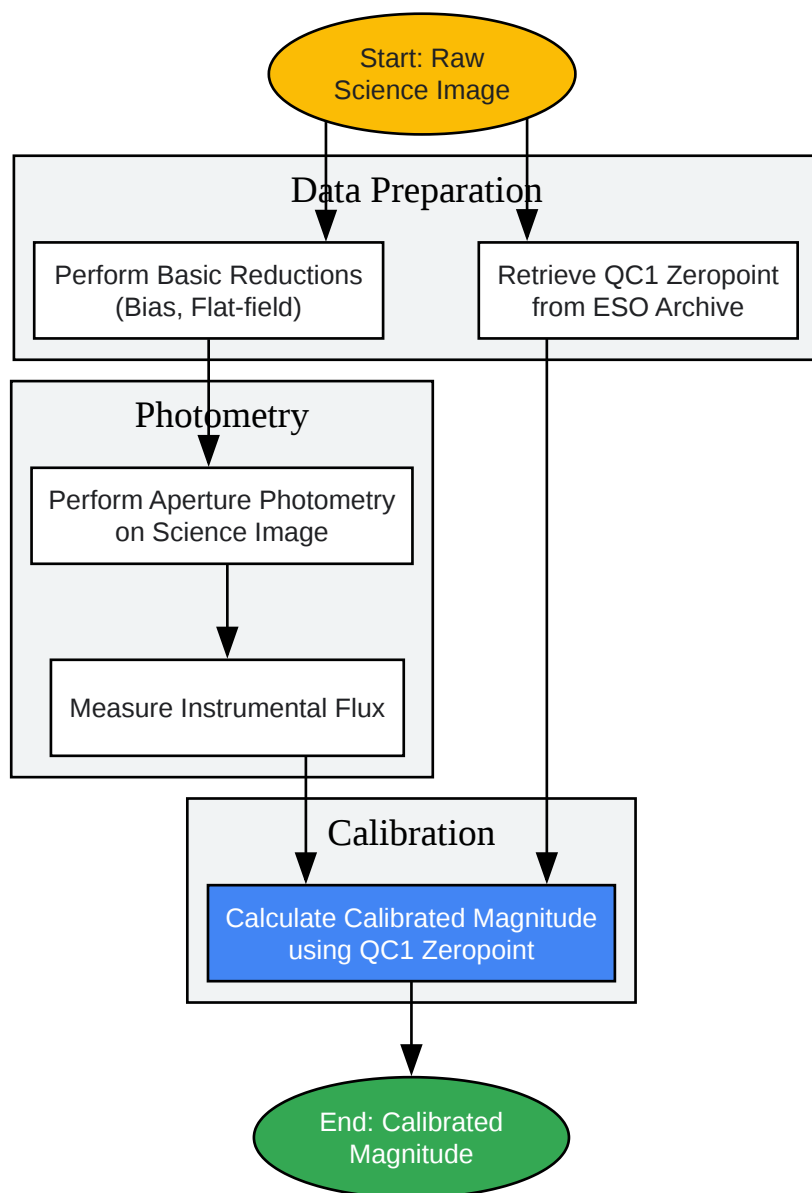 Start: Raw
Science Image
Data Preparation
Perform Basic Reductions
(Bias, Flat-field)
Retrieve QC1 Zeropoint
from ESO Archive
Photometry
Perform Aperture Photometry
on Science Image
Measure Instrumental Flux
Calibration
Calculate Calibrated Magnitude
using QC1 Zeropoint
End: Calibrated
Magnitude